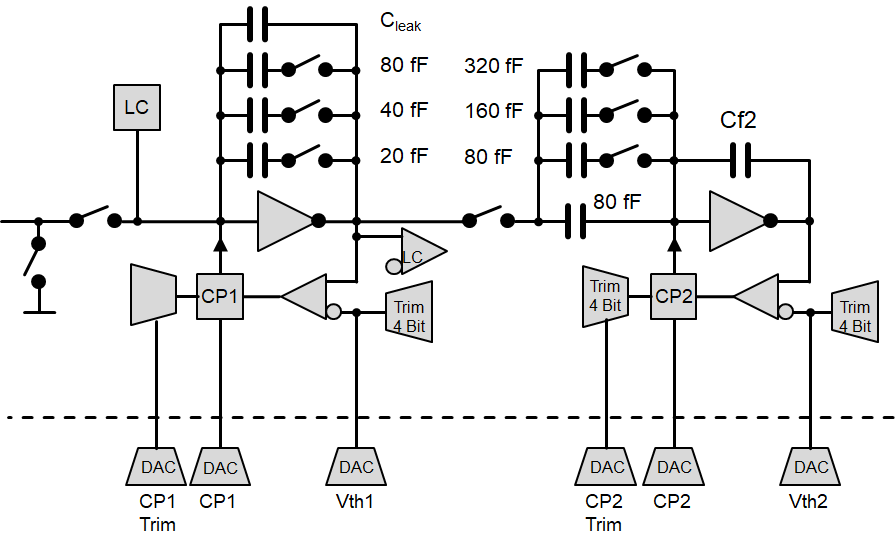 Cleak
80 fF
320 fF
LC
40 fF
160 fF
Cf2
20 fF
80 fF
80 fF
LC
CP1
Trim
4 Bit
Trim
4 Bit
CP2
Trim
4 Bit
DAC
DAC
DAC
DAC
DAC
DAC
CP1
Trim
CP1
Vth1
CP2
Trim
CP2
Vth2